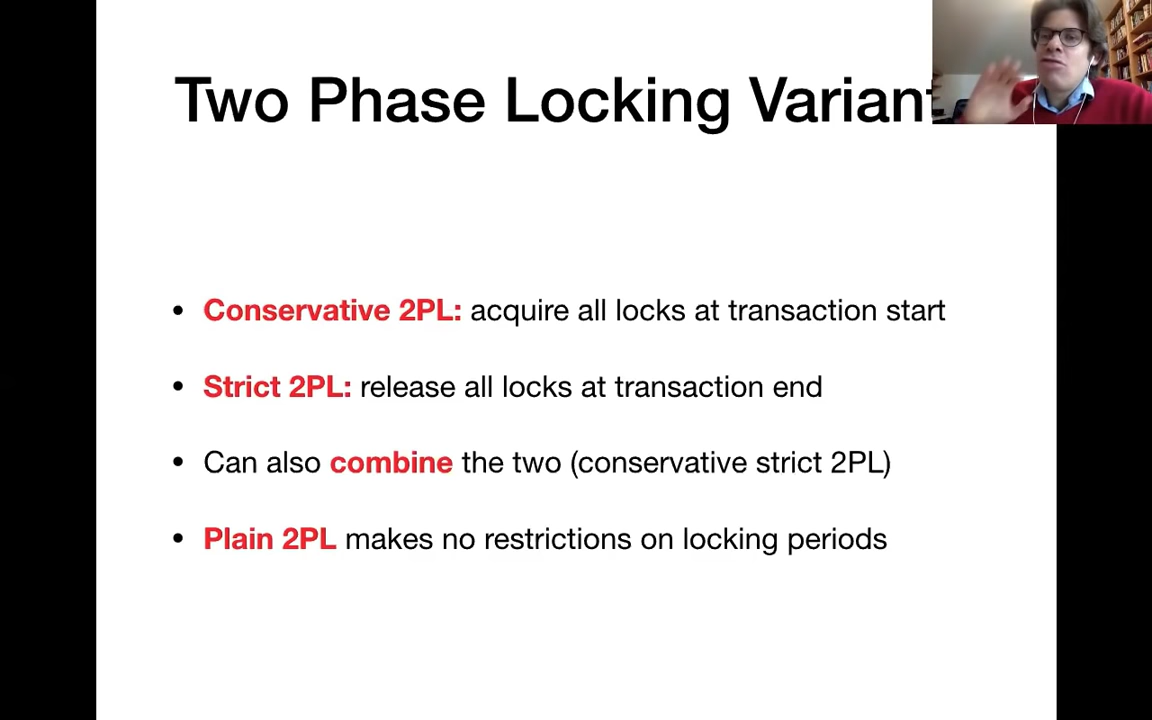 Two Phase Locking Variant
• Conservative 2PL: acquire all locks at transaction start
• Strict 2PL: release all locks at transaction end
• Can also combine the two (conservative strict 2PL)
• Plain 2PL makes no restrictions on locking periods